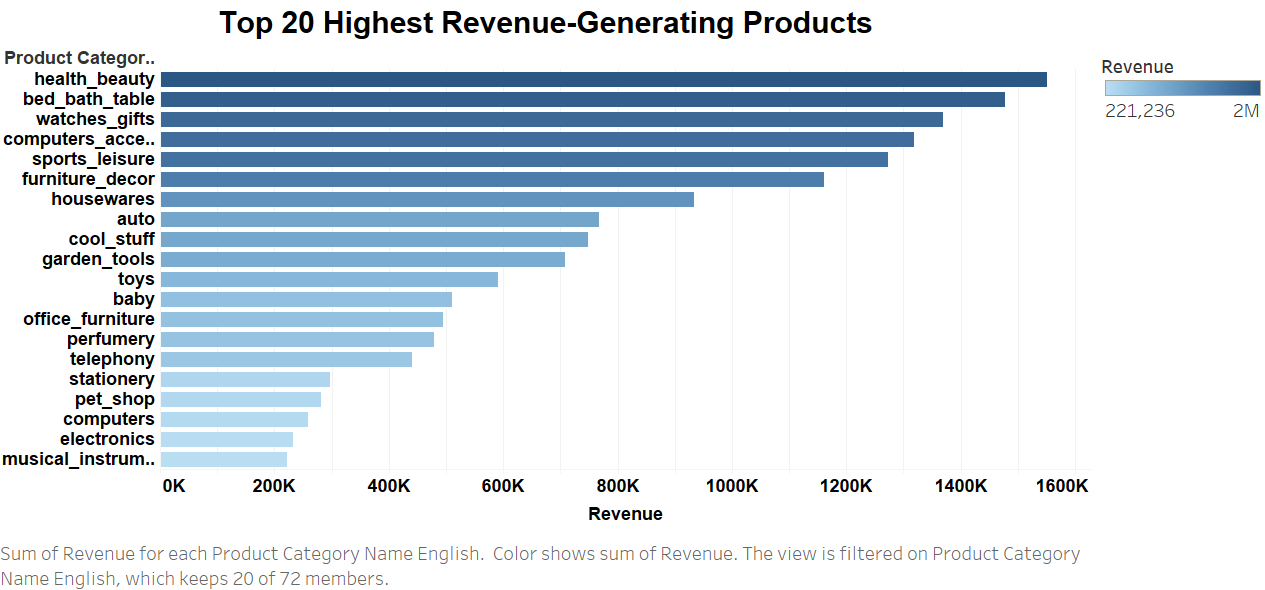 Top 20 Highest Revenue-Generating Products
Product Categor..
health_beauty
bed_bath_table
watches_gifts
computers_acce..
sports_leisure
furniture_decor
housewares
auto
cool_stuff
garden_tools
toys
baby
office_furniture
perfumery
telephony
stationery
pet_shop
computers
electronics
musical_instrum..
0K 200K 400K 600K 800K 1000K 1200K 1400K 1600K
Revenue
Revenue
221,236 2M
Sum of Revenue for each Product Category Name English. Color shows sum of Revenue. The view is filtered on Product Category
Name English, which keeps 20 of 72 members.